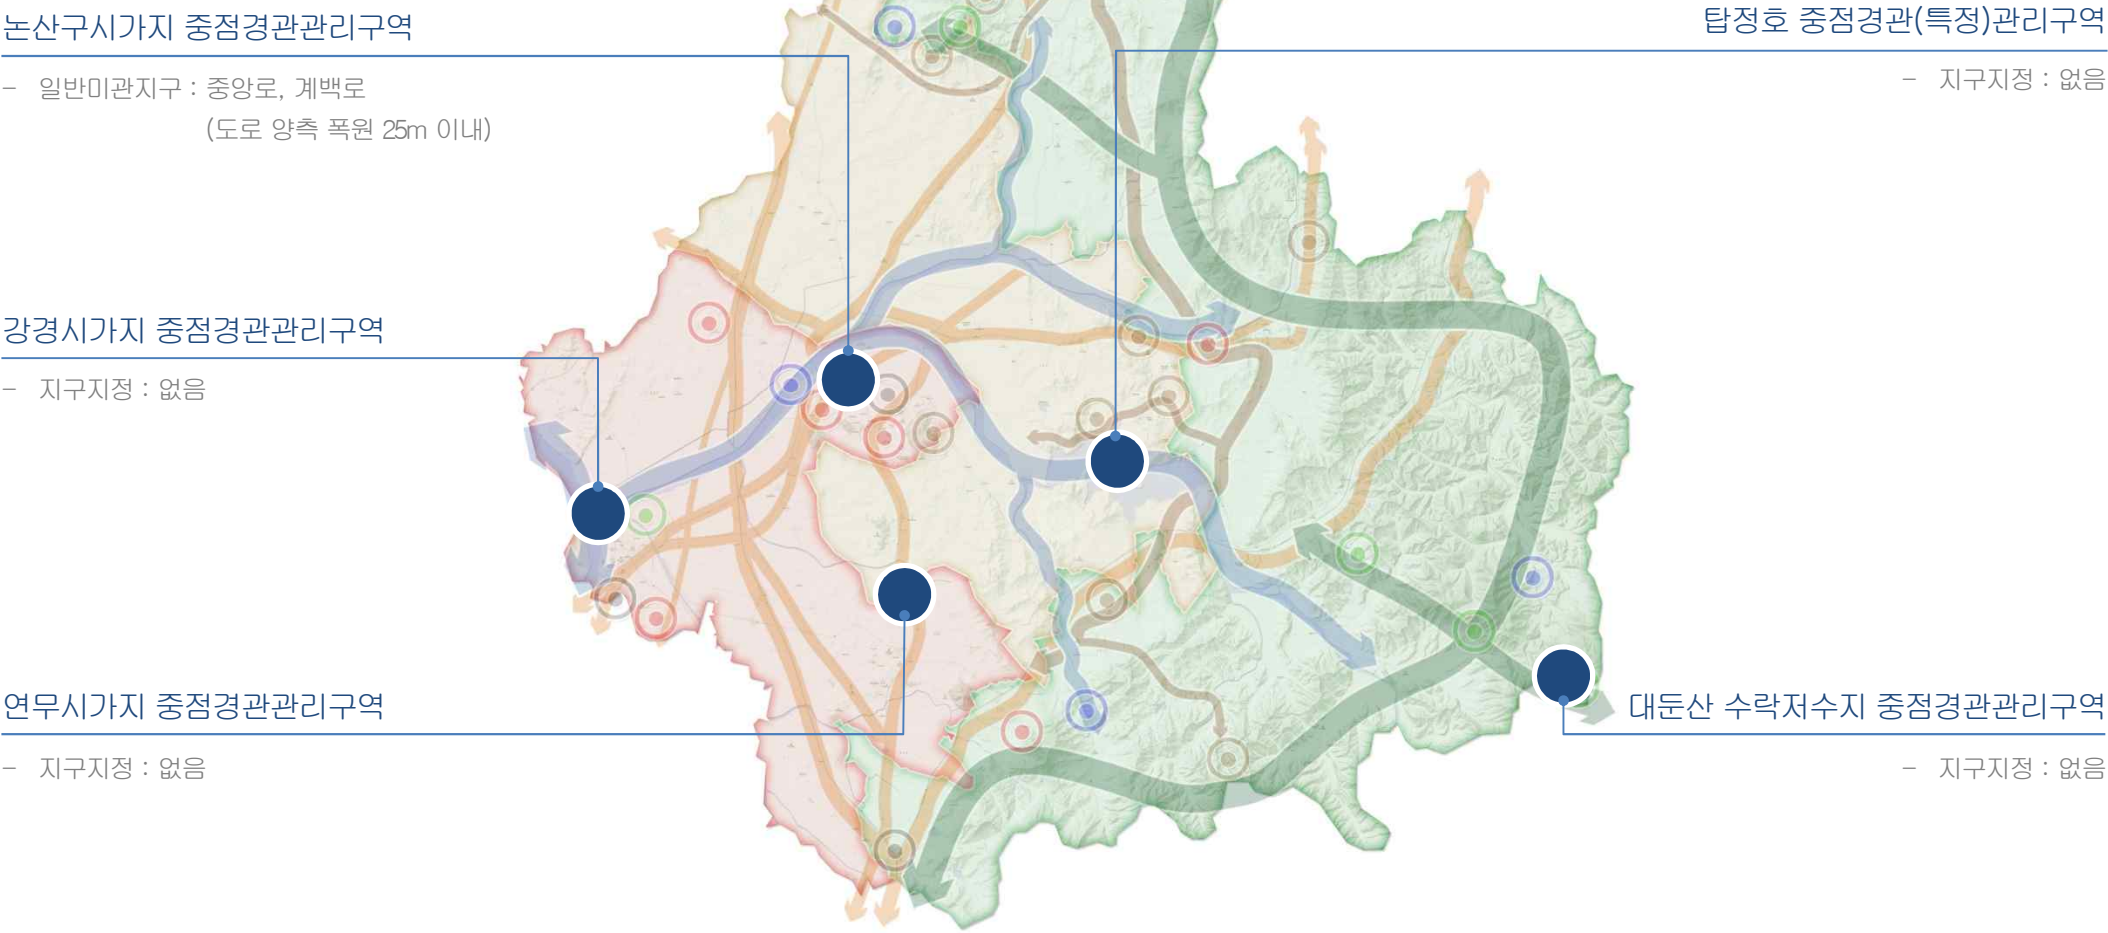 논산구시가지 중점경관관리구역
- 일반미관지구 : 중앙로, 계백로
(도로 양측 폭원 25m 이내)
탑정호 중점경관(특정)관리구역
- 지구지정 : 없음
강경시가지 중점경관관리구역
- 지구지정 : 없음
연무시가지 중점경관관리구역
- 지구지정 : 없음
대둔산 수락저수지 중점경관관리구역
- 지구지정 : 없음